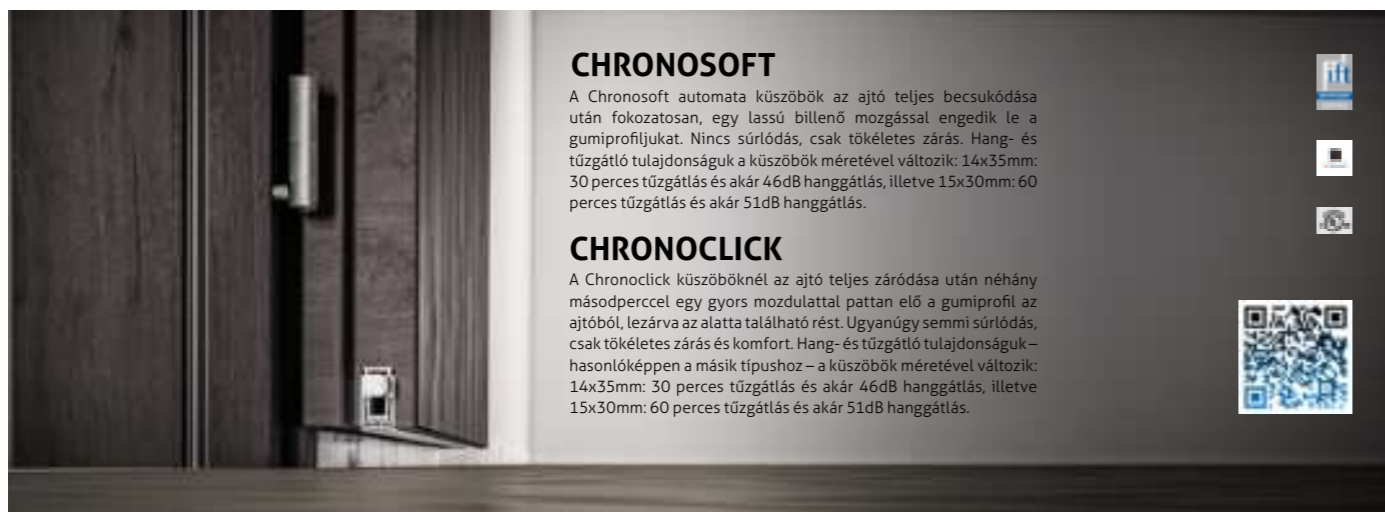 CHRONOSOFT
A Chronosoft automata küszöbök az ajtó teljes becsukódása
után fokozatosan, egy lassú billenő mozgással engedik le a
gumiprofiljukat. Nincs súrlódás, csak tökéletes zárás. Hang- és
tűzgátló tulajdonságuk a küszöbök méretével változik: 14x35mm:
30 perces tűzgátlás és akár 46dB hanggátlás, illetve 15x30mm: 60
perces tűzgátlás és akár 51dB hanggátlás.
CHRONOCLICK
A Chronoclick küszöböknél az ajtó teljes záródása után néhány
másodperccel egy gyors mozdulattal pattan elő a gumiprofil az
ajtóból, lezárva az alatta található rést. Ugyanúgy semmi súrlódás,
csak tökéletes zárás és komfort. Hang- és tűzgátló tulajdonságuk –
hasonlóképpen a másik típushoz – a küszöbök méretével változik:
14x35mm: 30 perces tűzgátlás és akár 46dB hanggátlás, illetve
15x30mm: 60 perces tűzgátlás és akár 51dB hanggátlás.
ift